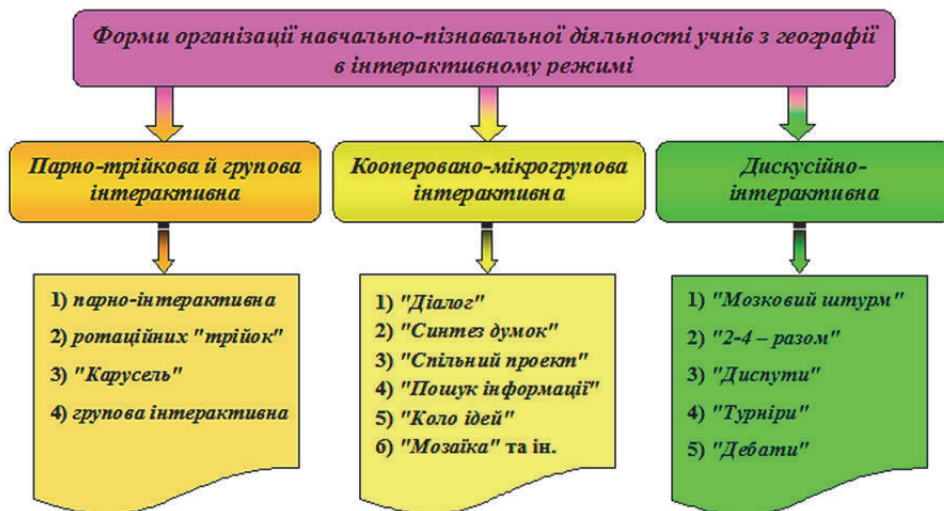 Форми організації навчально-пізнавальної діяльності учнів з географії
в інтерактивному режимі
Парно-трійкова й групова
інтерактивна
1) парно-інтерактивна
2) ротаційних "трійок"
3) "Карусель"
4) групова інтерактивна
Кооперовано-мікрогрупова
інтерактивна
1) "Діалог"
2) "Синтез думок"
3) "Спільний проект"
4) "Пошук інформації"
5) "Коло ідей"
6) "Мозаїка" та ін.
Дискусійно-
інтерактивна
1) "Мозковий штурм"
2) "2-4 – разом"
3) "Диспути"
4) "Турніри"
5) "Дебати"